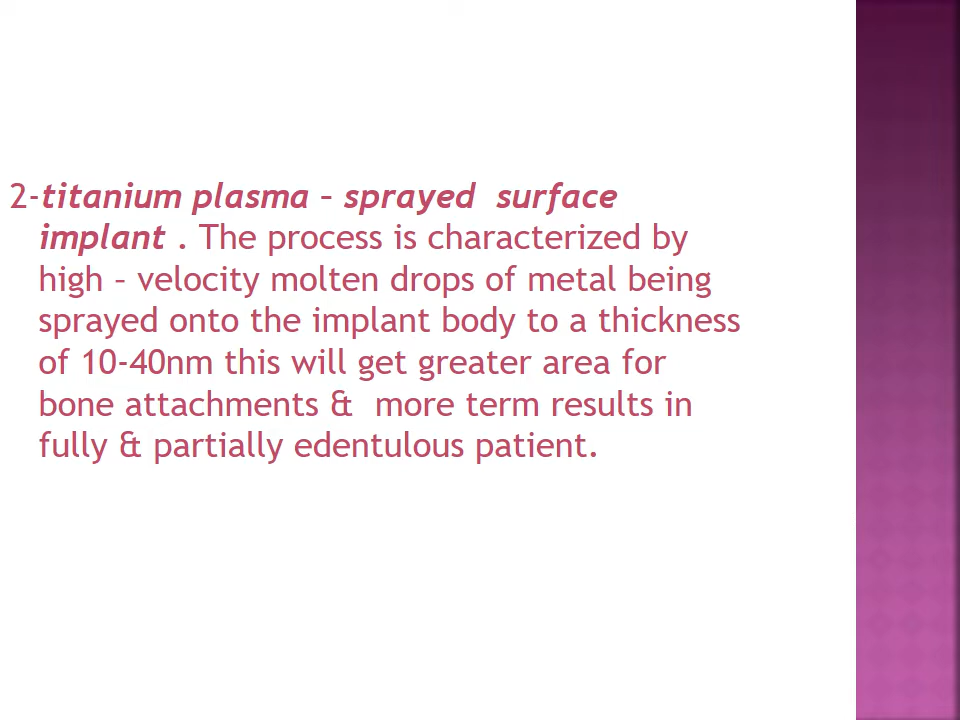 2-titanium plasma – sprayed  surface
implant . The process is characterized by
high – velocity molten drops of metal being
sprayed onto the implant body to a thickness
of 10-40nm this will get greater area for
bone attachments &  more term results in
fully & partially edentulous patient.